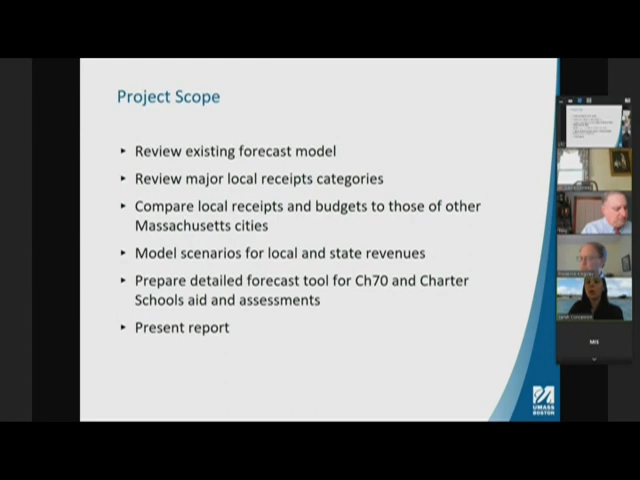 Project Scope
Review existing forecast model
Review major local receipts categories
Compare local receipts and budgets to those of other
Massachusetts cities
Model scenarios for local and state revenues
Prepare detailed forecast tool for Ch70 and Charter
Schools aid and assessments
Present report
UMASS
BOSTON
MIS